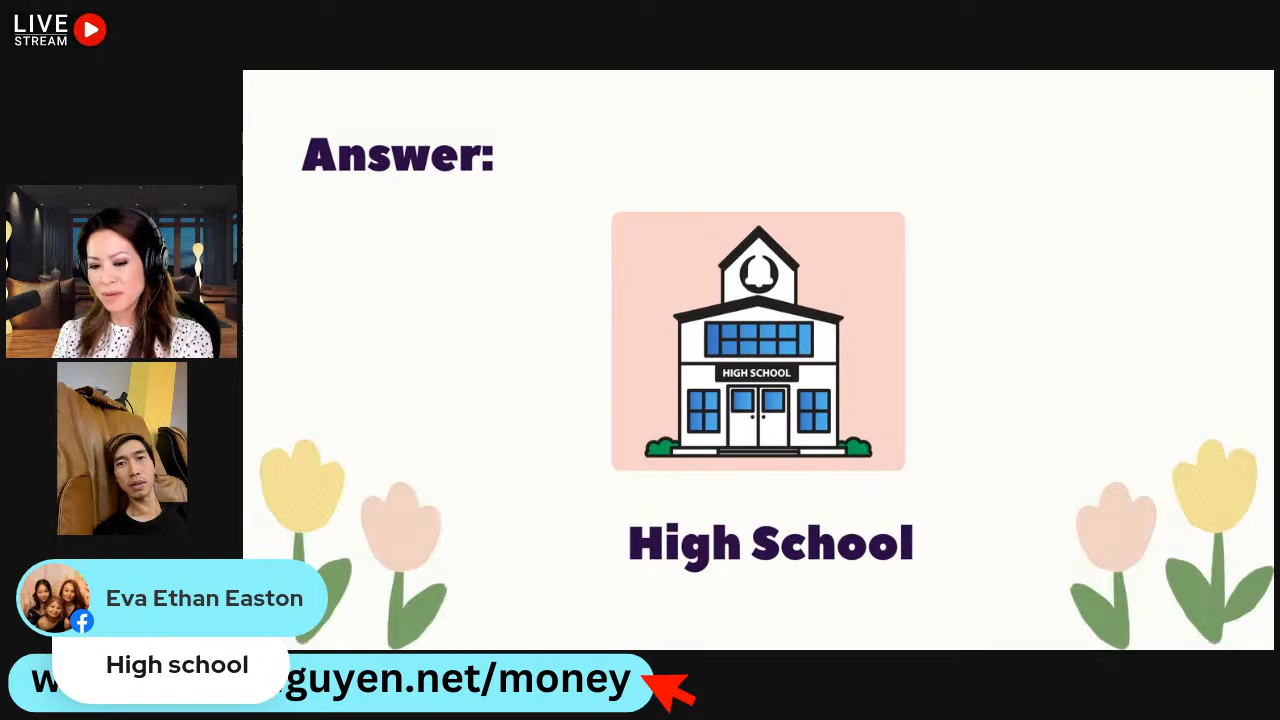 LIVE
STREAM
Answer:
HIGH SCHOOL
High School
Eva Ethan Easton
High school
guyen.net/money